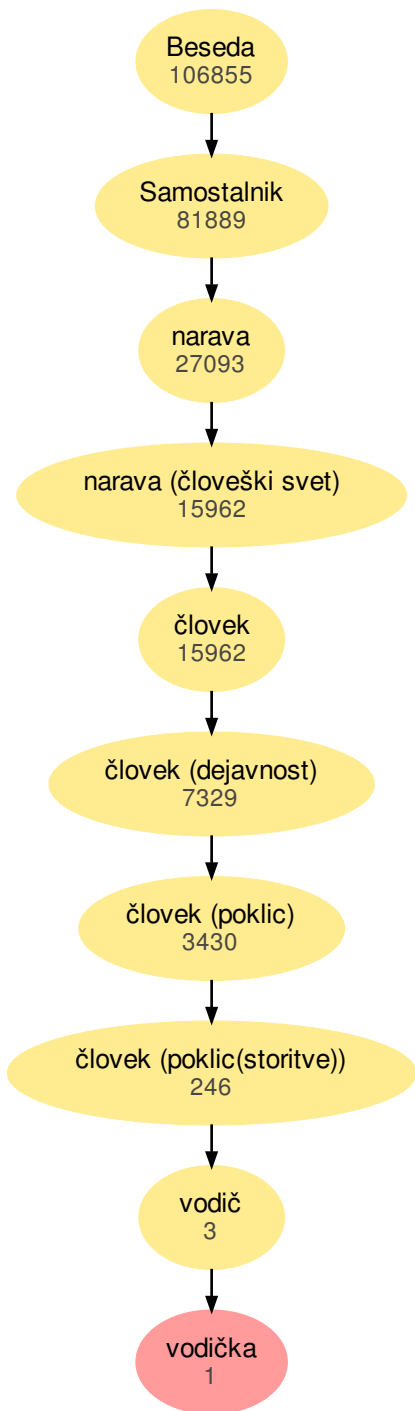 Beseda
106855
Samostalnik
81889
narava
27093
narava (človeški svet)
15962
človek
15962
človek (dejavnost)
7329
človek (poklic)
3430
človek (poklic(storitve))
246
vodič
3
vodička
1